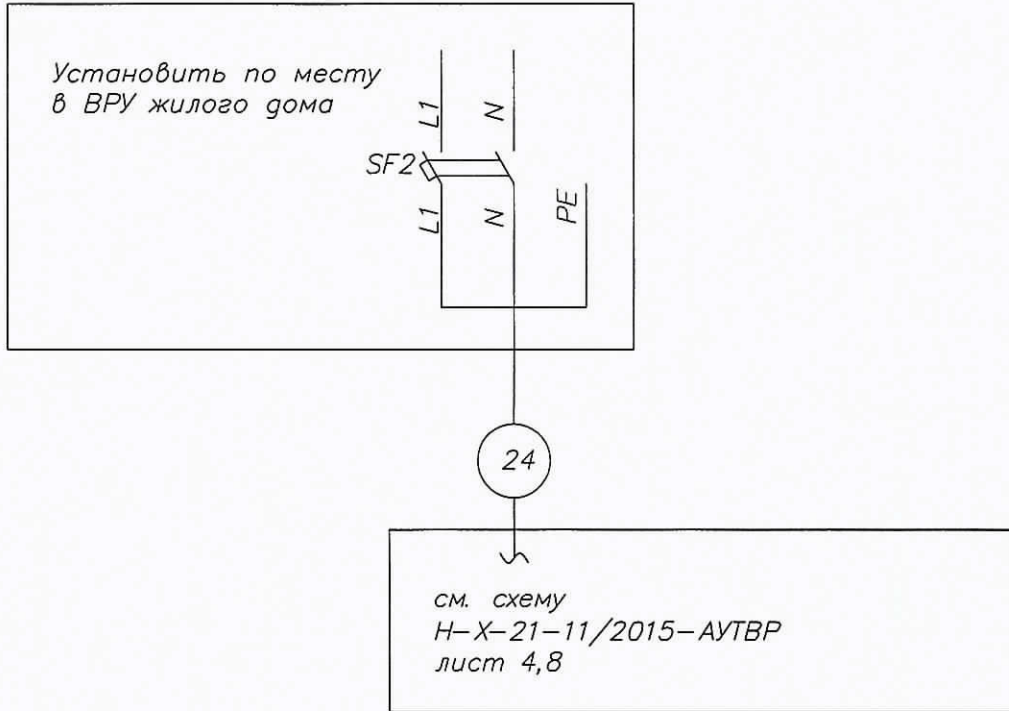 Установить по месту
в ВРУ жилого дома
L1
N
SF2
L1
N
PE
24
см. схему
Н-Х-21-11/2015-АУТВР
лист 4,8